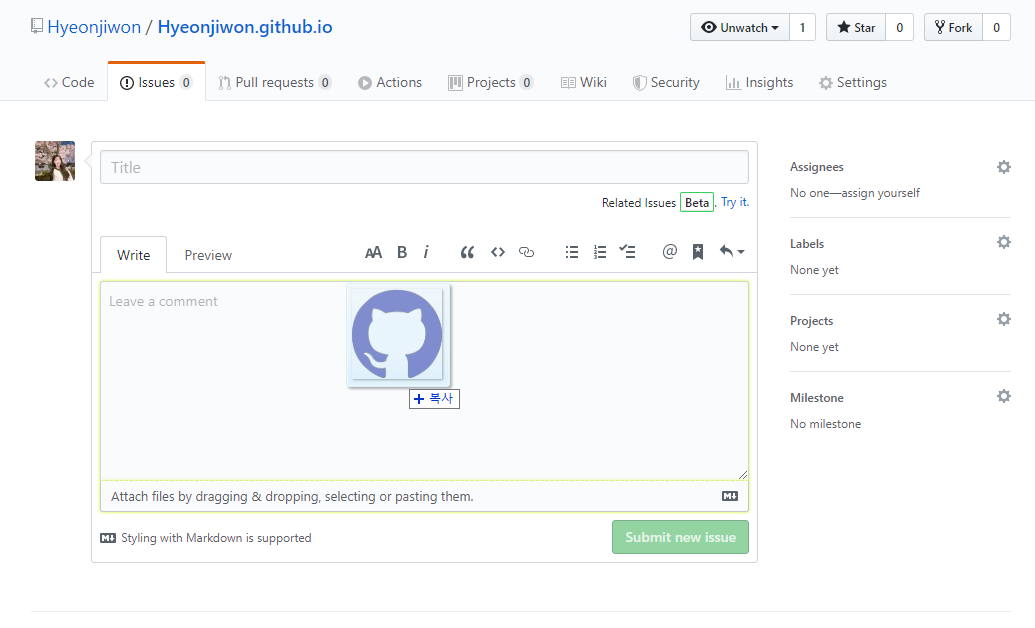 Hyeonjiwon / Hyeonjiwon.github.io
Unwatch 1 Star 0 Fork 0
Code Issues 0 Pull requests 0 Actions Projects 0 Wiki Security Insights Settings
Title
Related Issues Beta . Try it.
Write Preview AA B i @
Leave a comment
복사
Attach files by dragging & dropping, selecting or pasting them.
Styling with Markdown is supported
Submit new issue
Assignees
No one—assign yourself
Labels
None yet
Projects
None yet
Milestone
No milestone